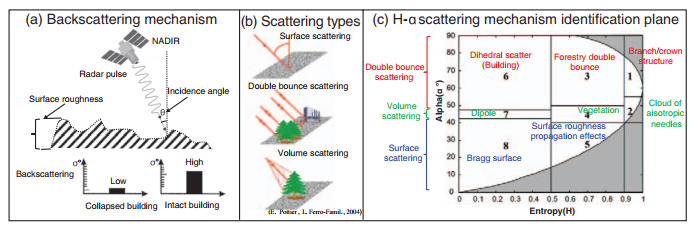 (a) Backscattering mechanism
NADIR
Radar pulse
Incidence angle
θ
Surface roughness
σ°
σ°
High
Backscattering
Low
Collapsed building
Intact building
(b) Scattering types
Surface scattering
Double bounce scattering
Volume scattering
(E. Pottier, L. Ferro-Famil., 2004)
(c) H-α scattering mechanism identification plane
Double bounce
scattering
Volume
scattering
Surface
scattering
Alpha(α°)
90
80
70
60
50
40
30
20
10
0
Dihedral scatter
(Building)
6
Forestry double
bounce
3
Branch/crown
structure
1
Dipole
7
Vegetation
4
2
Cloud of
aisotropic
needles
Surface roughness
propagation effects
8
5
Bragg surface
0 0.1 0.2 0.3 0.4 0.5 0.6 0.7 0.8 0.9 1
Entropy(H)